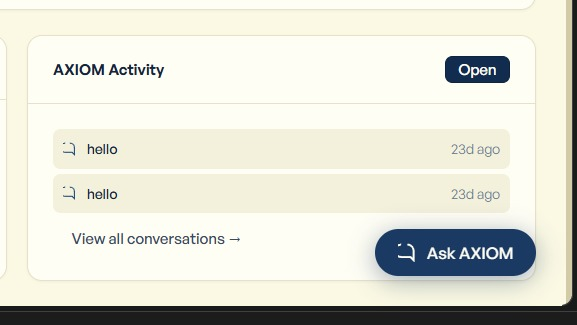 AXIOM Activity
Open
hello 23d ago
hello 23d ago
View all conversations →
Ask AXIOM